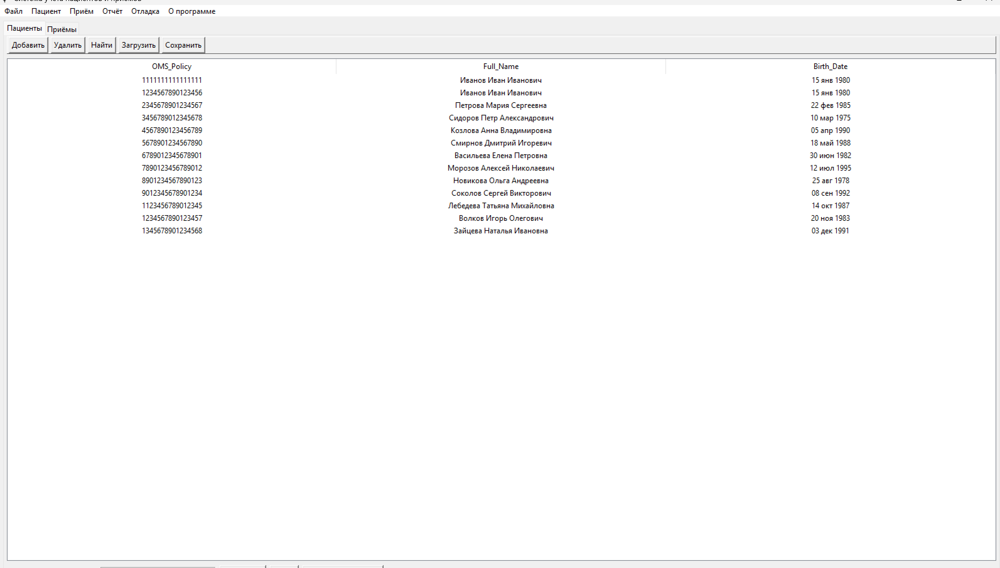 Система учёта пациентов и приёмов
Файл Пациент Приём Отчёт Отладка О программе
Пациенты Приёмы
Добавить Удалить Найти Загрузить Сохранить
OMS_Policy Full_Name Birth_Date
1111111111111111 Иванов Иван Иванович 15 янв 1980
1234567890123456 Иванов Иван Иванович 15 янв 1980
2345678901234567 Петрова Мария Сергеевна 22 фев 1985
3456789012345678 Сидоров Петр Александрович 10 мар 1975
4567890123456789 Козлова Анна Владимировна 05 апр 1990
5678901234567890 Смирнов Дмитрий Игоревич 18 май 1988
6789012345678901 Васильева Елена Петровна 30 июн 1982
7890123456789012 Морозов Алексей Николаевич 12 июл 1995
8901234567890123 Новикова Ольга Андреевна 25 авг 1978
9012345678901234 Соколов Сергей Викторович 08 сен 1992
1123456789012345 Лебедева Татьяна Михайловна 14 окт 1987
1234567890123457 Волков Игорь Олегович 20 ноя 1983
1345678901234568 Зайцева Наталья Ивановна 03 дек 1991